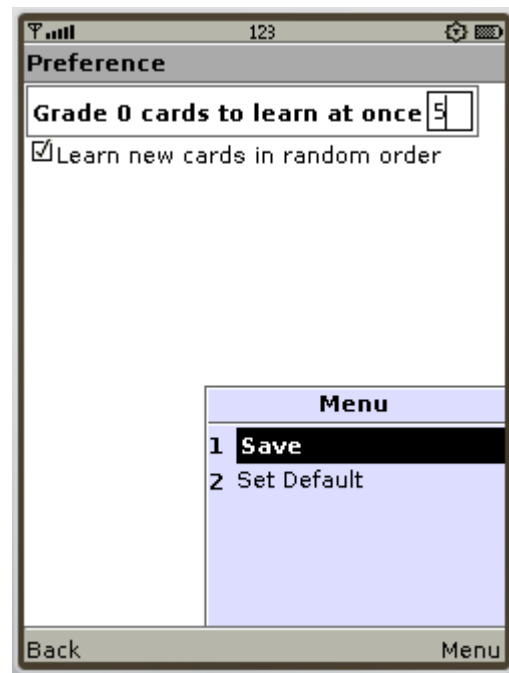 123
Preference
Grade 0 cards to learn at once 5
Learn new cards in random order
Menu
1 Save
2 Set Default
Back Menu